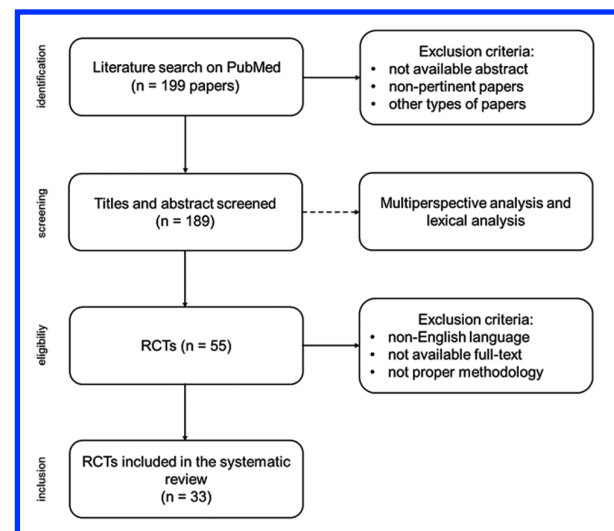 identification
Literature search on PubMed
(n = 199 papers)
Exclusion criteria:
• not available abstract
• non-pertinent papers
• other types of papers
screening
Titles and abstract screened
(n = 189)
Multiperspective analysis and
lexical analysis
eligibiliy
RCTs (n = 55)
Exclusion criteria:
• non-English language
• not available full-text
• not proper methodology
inclusion
RCTs included in the systematic
review
(n = 33)